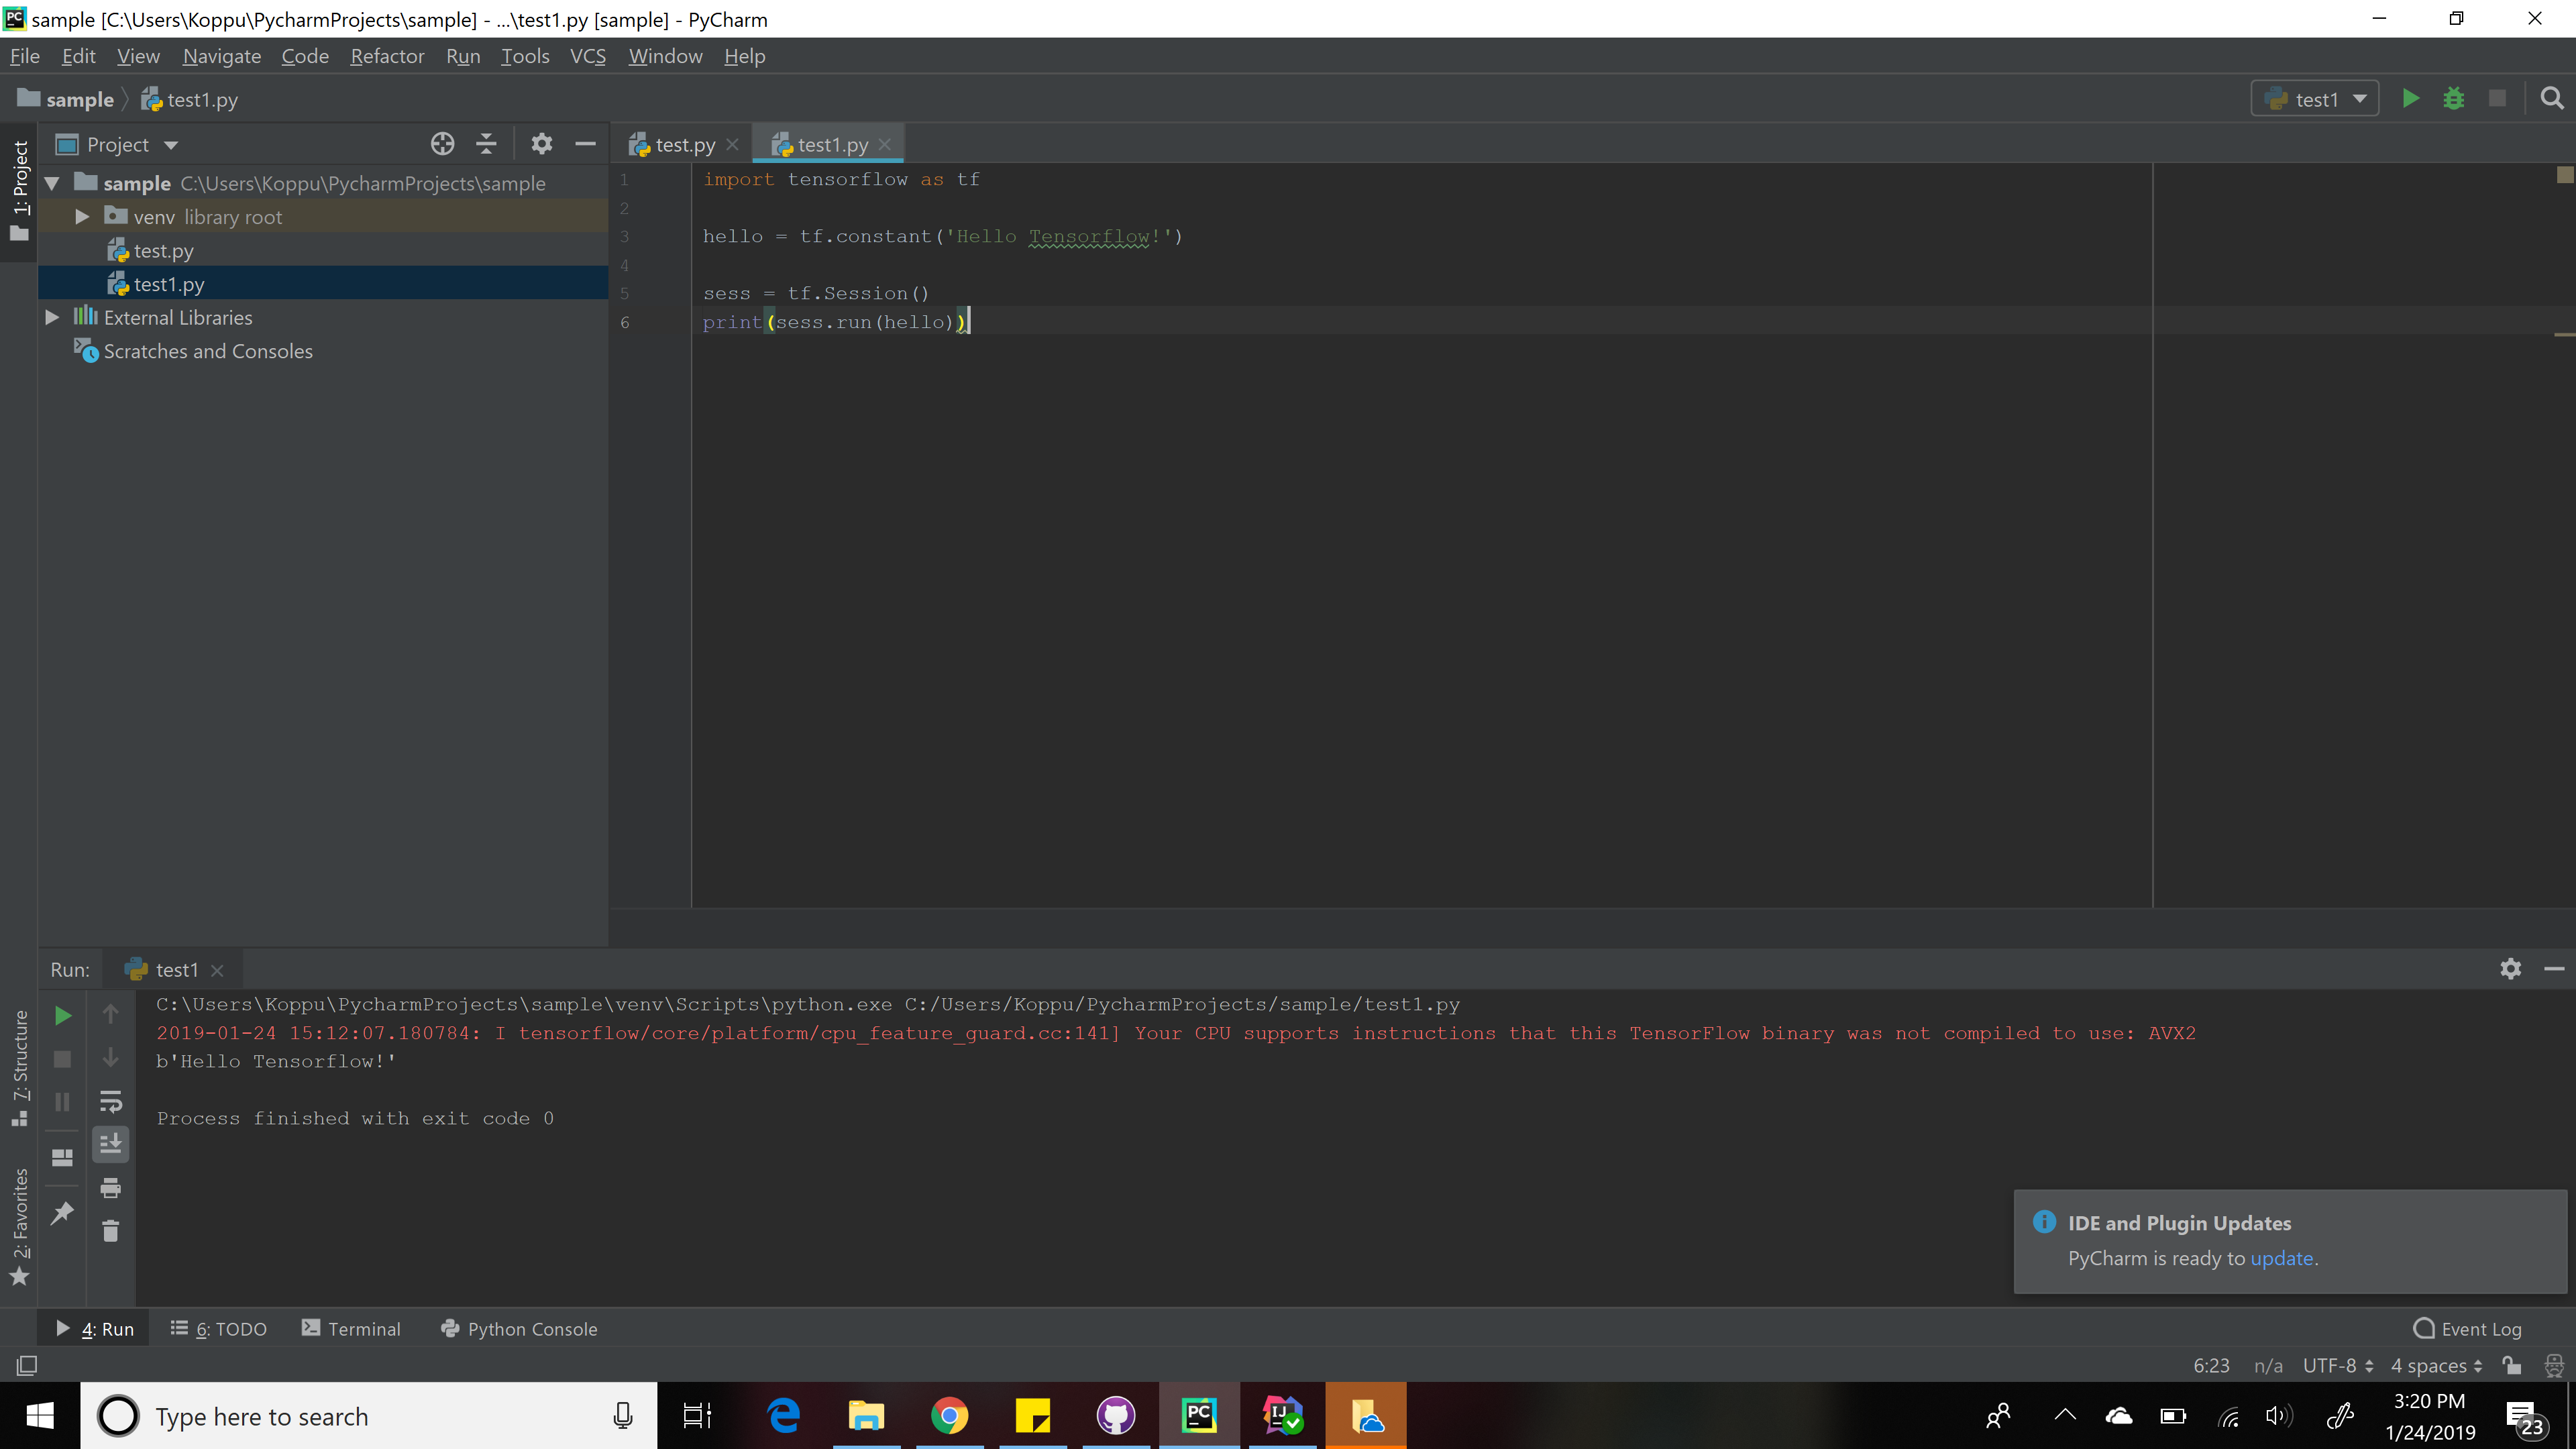 PC sample [C:\Users\Koppu\PycharmProjects\sample] - ...\test1.py [sample] - PyCharm
File Edit View Navigate Code Refactor Run Tools VCS Window Help
sample test1.py
test1
Project
test.py
test1.py
1: Project
sample C:\Users\Koppu\PycharmProjects\sample
venv library root
test.py
test1.py
External Libraries
Scratches and Consoles
1 import tensorflow as tf
2
3 hello = tf.constant('Hello Tensorflow!')
4
5 sess = tf.Session()
6 print(sess.run(hello))
Run: test1
C:\Users\Koppu\PycharmProjects\sample\venv\Scripts\python.exe C:/Users/Koppu/PycharmProjects/sample/test1.py
2019-01-24 15:12:07.180784: I tensorflow/core/platform/cpu_feature_guard.cc:141] Your CPU supports instructions that this TensorFlow binary was not compiled to use: AVX2
b'Hello Tensorflow!'
Process finished with exit code 0
7: Structure
2: Favorites
IDE and Plugin Updates
PyCharm is ready to update.
4: Run 6: TODO Terminal Python Console Event Log
6:23 n/a UTF-8 4 spaces
Type here to search
PC
IJ
3:20 PM
1/24/2019
23